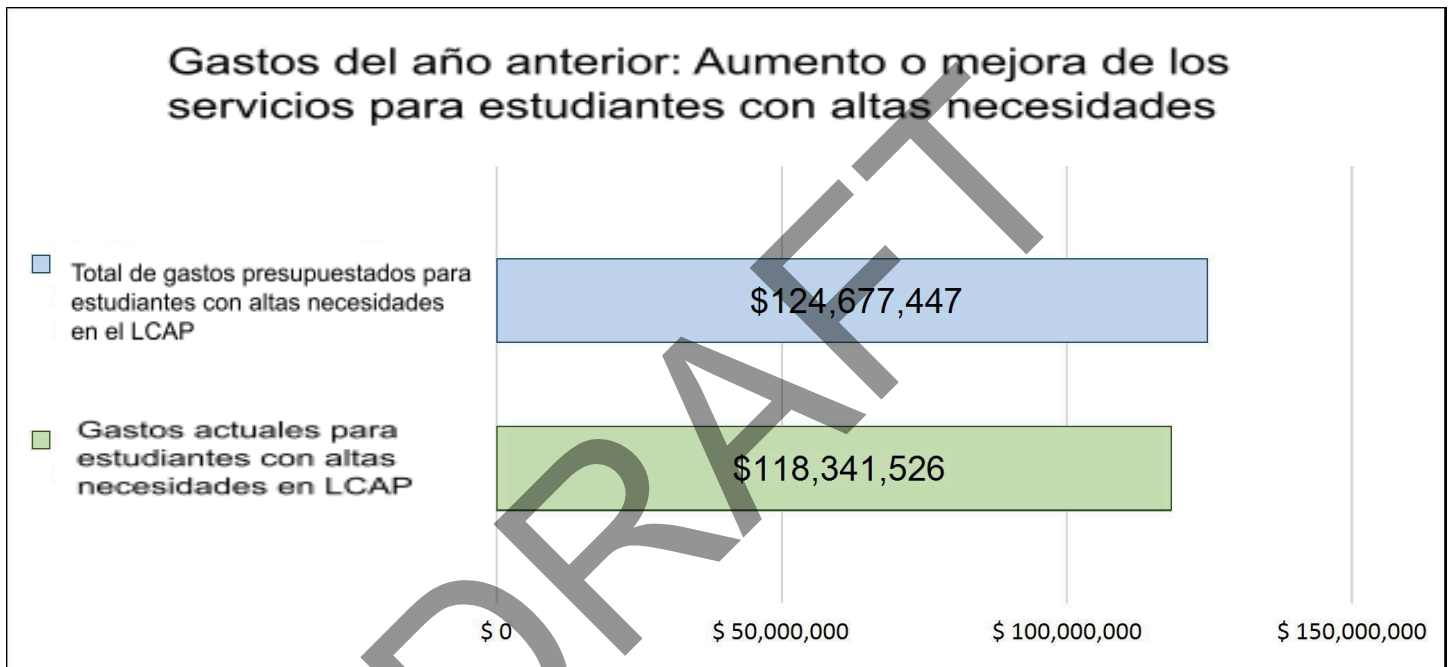 Gastos del año anterior: Aumento o mejora de los
servicios para estudiantes con altas necesidades
Total de gastos presupuestados para
estudiantes con altas necesidades
en el LCAP
$124,677,447
Gastos actuales para
estudiantes con altas
necesidades en LCAP
$118,341,526
$ 0
$ 50,000,000
$ 100,000,000
$ 150,000,000
DRAFT